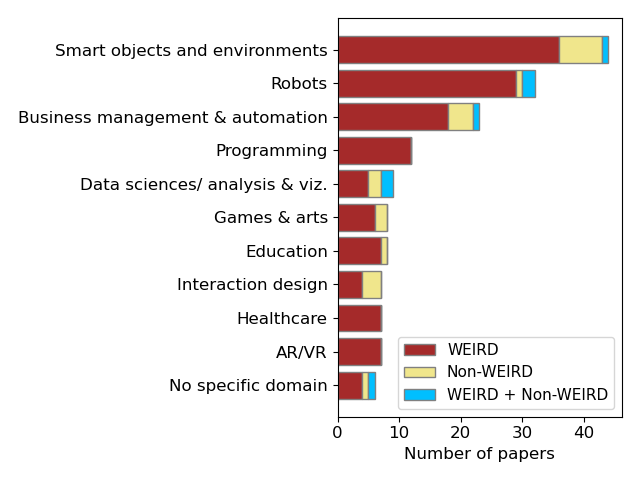 Smart objects and environments
Robots
Business management & automation
Programming
Data sciences/ analysis & viz.
Games & arts
Education
Interaction design
Healthcare
AR/VR
No specific domain
WEIRD
Non-WEIRD
WEIRD + Non-WEIRD
0 10 20 30 40
Number of papers